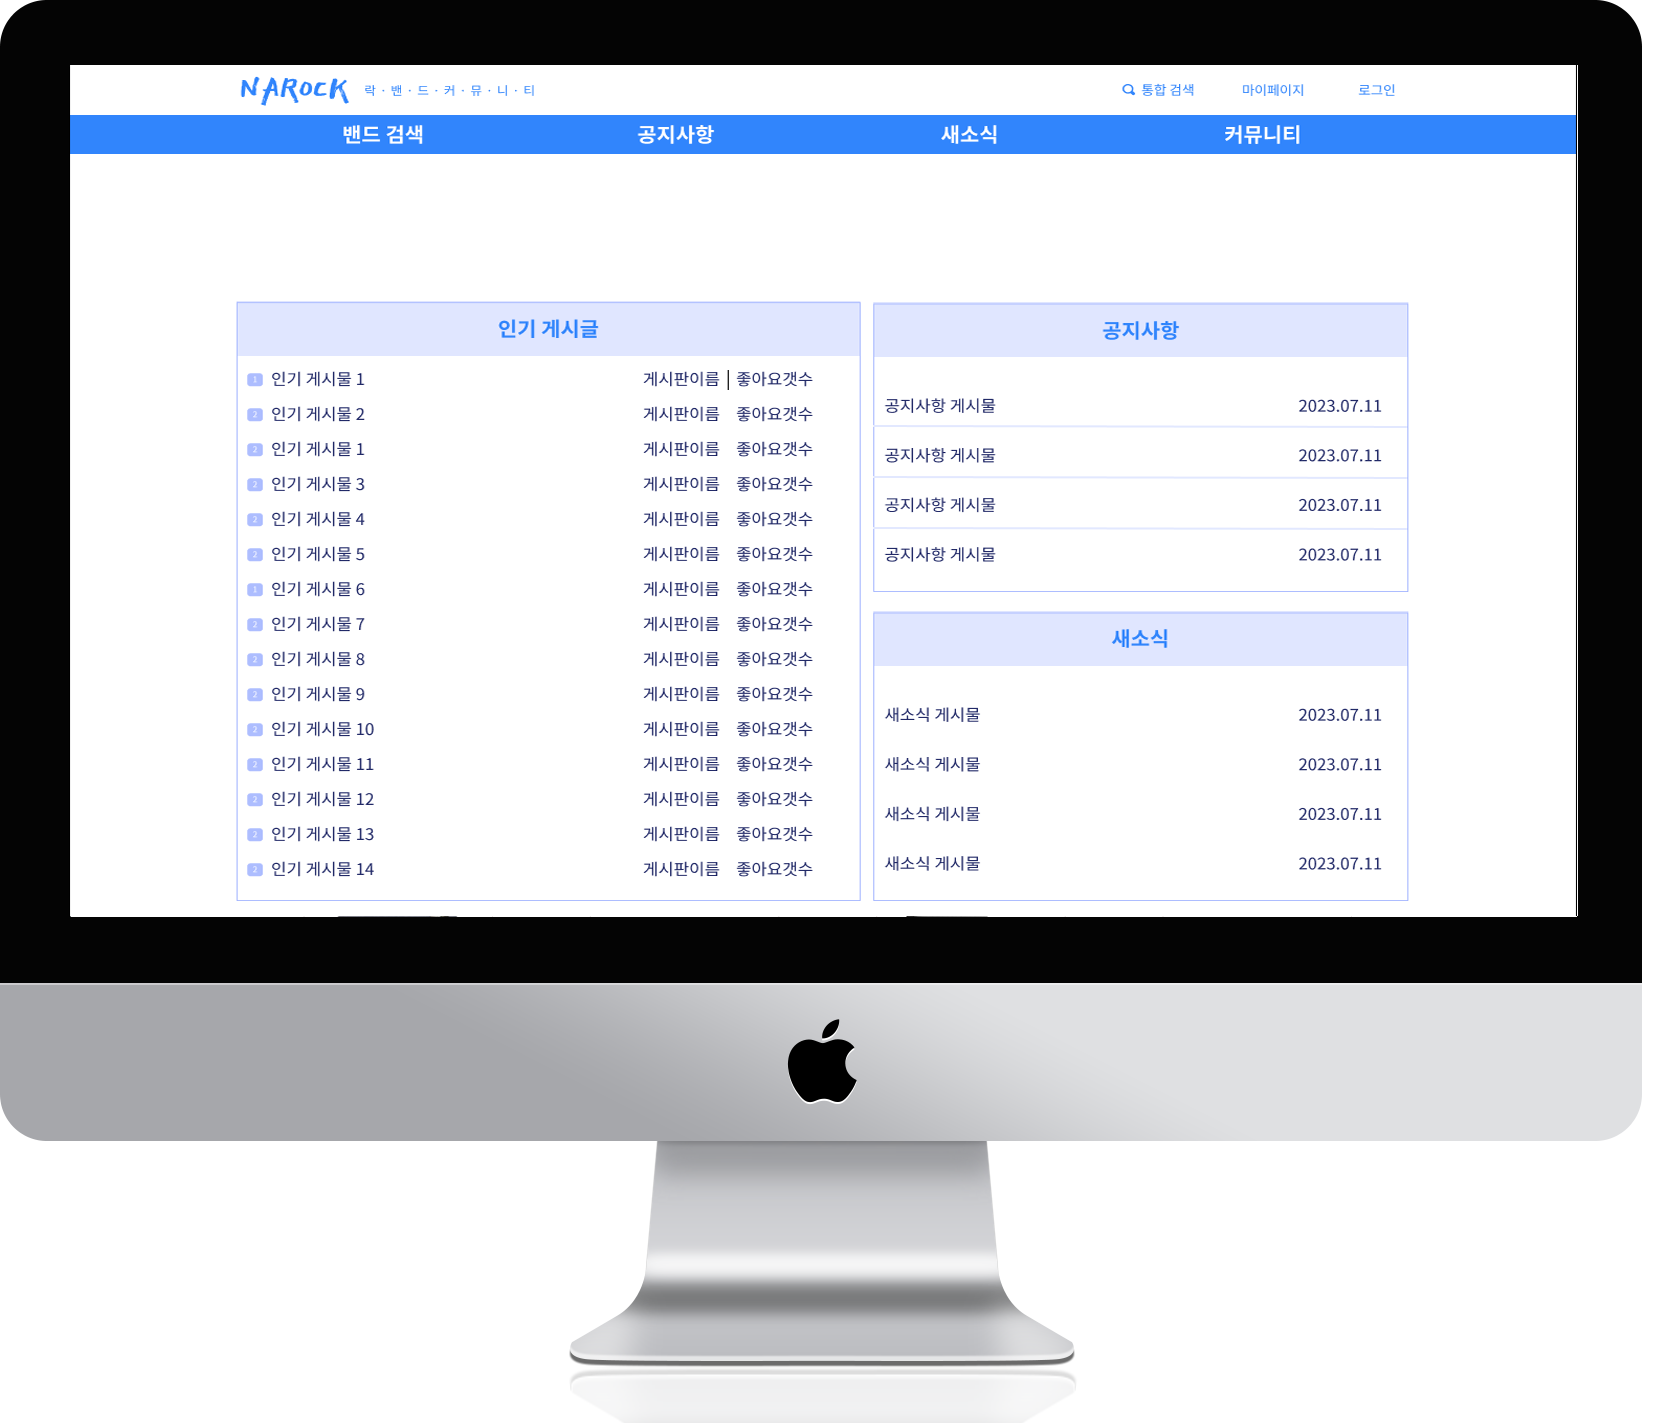 NARocK 락·밴·드·커·뮤·니·티 통합 검색 마이페이지 로그인
밴드 검색 공지사항 새소식 커뮤니티
인기 게시글
1 인기 게시물 1 게시판이름 | 좋아요갯수
2 인기 게시물 2 게시판이름 좋아요갯수
2 인기 게시물 1 게시판이름 좋아요갯수
2 인기 게시물 3 게시판이름 좋아요갯수
2 인기 게시물 4 게시판이름 좋아요갯수
2 인기 게시물 5 게시판이름 좋아요갯수
1 인기 게시물 6 게시판이름 좋아요갯수
2 인기 게시물 7 게시판이름 좋아요갯수
2 인기 게시물 8 게시판이름 좋아요갯수
2 인기 게시물 9 게시판이름 좋아요갯수
2 인기 게시물 10 게시판이름 좋아요갯수
2 인기 게시물 11 게시판이름 좋아요갯수
2 인기 게시물 12 게시판이름 좋아요갯수
2 인기 게시물 13 게시판이름 좋아요갯수
2 인기 게시물 14 게시판이름 좋아요갯수
공지사항
공지사항 게시물 2023.07.11
공지사항 게시물 2023.07.11
공지사항 게시물 2023.07.11
공지사항 게시물 2023.07.11
새소식
새소식 게시물 2023.07.11
새소식 게시물 2023.07.11
새소식 게시물 2023.07.11
새소식 게시물 2023.07.11